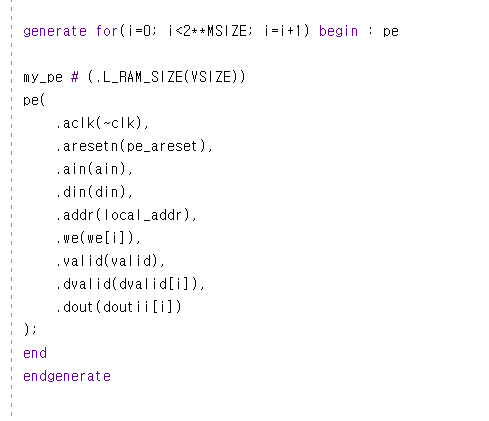 generate for(i=0; i<2**MSIZE; i=i+1) begin : pe
my_pe # (.L_RAM_SIZE(VSIZE))
pe(
.aclk(~clk),
.aresetn(pe_areset),
.ain(ain),
.din(din),
.addr(local_addr),
.we(we[i]),
.valid(valid),
.dvalid(dvalid[i]),
.dout(doutii[i])
);
end
endgenerate